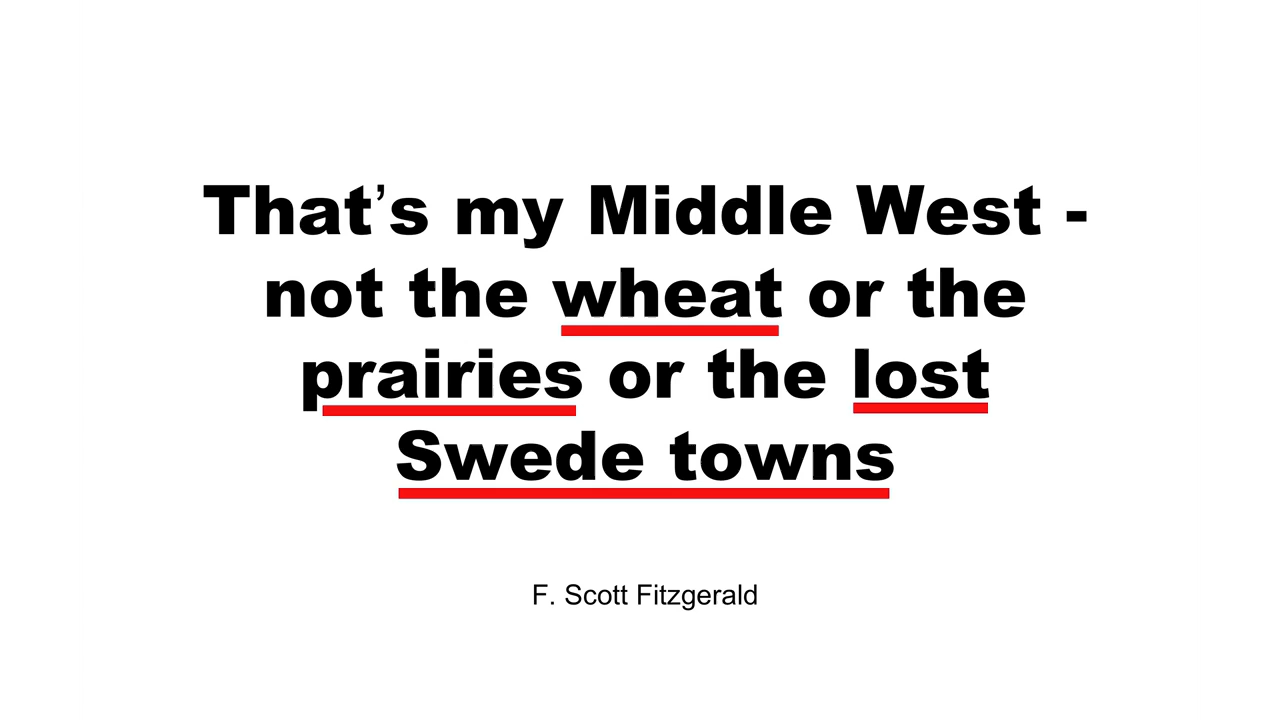 That’s my Middle West -
not the wheat or the
prairies or the lost
Swede towns
F. Scott Fitzgerald